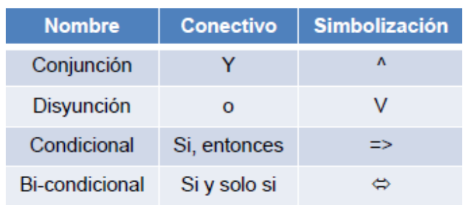 Nombre Conectivo Simbolización
Conjunción Y ^
Disyunción o V
Condicional Si, entonces =>
Bi-condicional Si y solo si ⇔